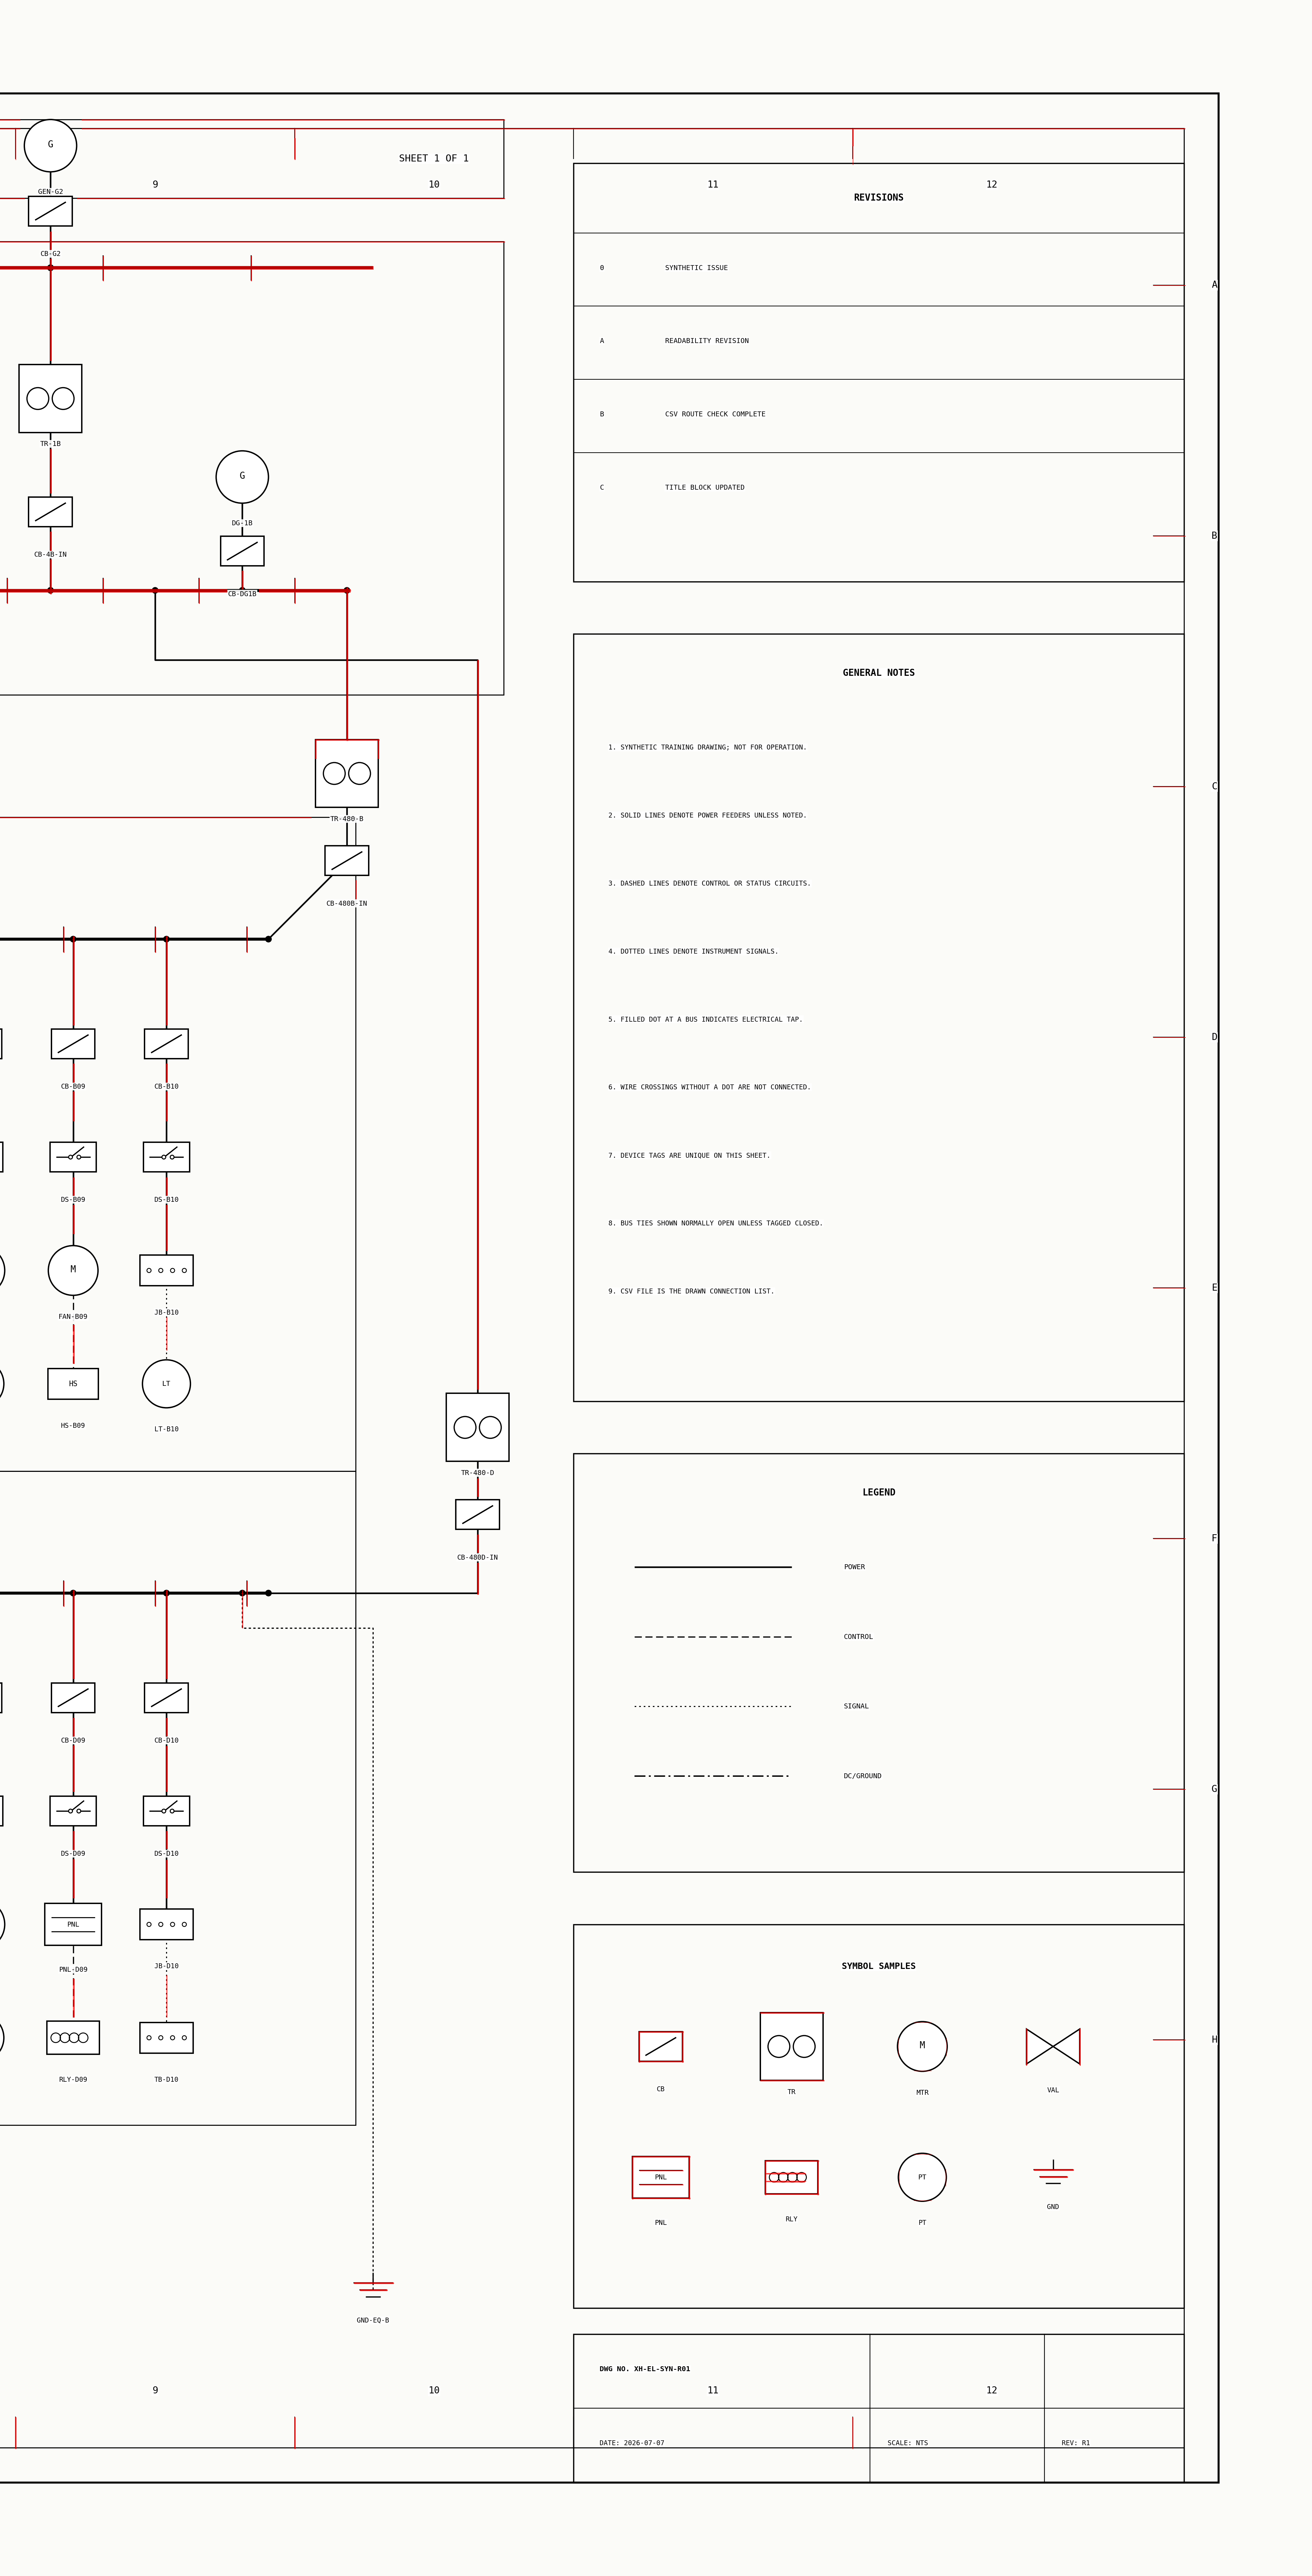 G
SHEET 1 OF 1
9
10
11
12
GEN-G2
CB-G2
TR-1B
CB-4B-IN
G
DG-1B
CB-DG1B
TR-480-B
CB-480B-IN
CB-B09
CB-B10
DS-B09
DS-B10
M
FAN-B09
JB-B10
HS
LT
HS-B09
LT-B10
TR-480-D
CB-480D-IN
CB-D09
CB-D10
DS-D09
DS-D10
PNL
PNL-D09
JB-D10
RLY-D09
TB-D10
GND-EQ-B
9
10
REVISIONS
0 SYNTHETIC ISSUE
A READABILITY REVISION
B CSV ROUTE CHECK COMPLETE
C TITLE BLOCK UPDATED
GENERAL NOTES
1. SYNTHETIC TRAINING DRAWING; NOT FOR OPERATION.
2. SOLID LINES DENOTE POWER FEEDERS UNLESS NOTED.
3. DASHED LINES DENOTE CONTROL OR STATUS CIRCUITS.
4. DOTTED LINES DENOTE INSTRUMENT SIGNALS.
5. FILLED DOT AT A BUS INDICATES ELECTRICAL TAP.
6. WIRE CROSSINGS WITHOUT A DOT ARE NOT CONNECTED.
7. DEVICE TAGS ARE UNIQUE ON THIS SHEET.
8. BUS TIES SHOWN NORMALLY OPEN UNLESS TAGGED CLOSED.
9. CSV FILE IS THE DRAWN CONNECTION LIST.
LEGEND
POWER
CONTROL
SIGNAL
DC/GROUND
SYMBOL SAMPLES
M
CB
TR
MTR
VAL
PNL
PT
PNL
RLY
PT
GND
DWG NO. XH-EL-SYN-R01
11
12
DATE: 2026-07-07
SCALE: NTS
REV: R1
A
B
C
D
E
F
G
H